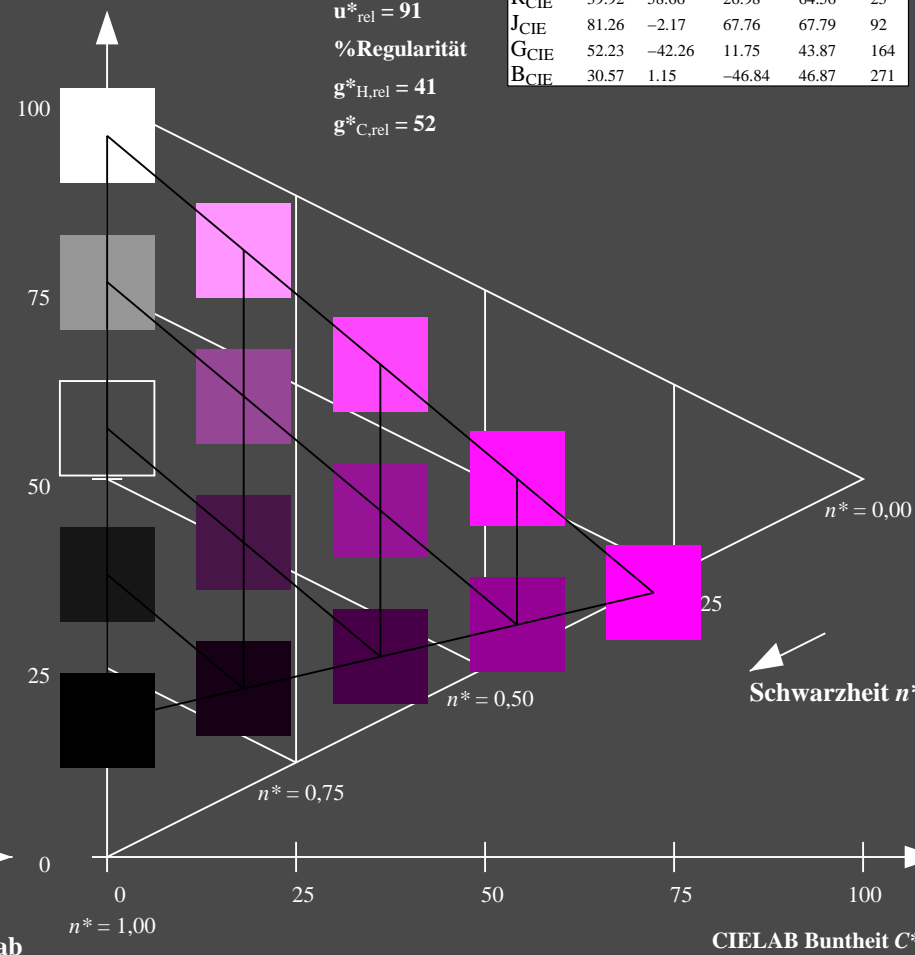 u*rel = 91
%Regularität
g*H,rel = 41
g*C,rel = 52
JCIE 81.26 −2.17 67.76 67.79 92
GCIE 52.23 −42.26 11.75 43.87 164
BCIE 30.57 1.15 −46.84 46.87 271
100
75
50
n* = 0,00
25
25
n* = 0,50
Schwarzheit n*
n* = 0,75
0
0 25 50 75 100
n* = 1,00
ab
CIELAB Buntheit C*